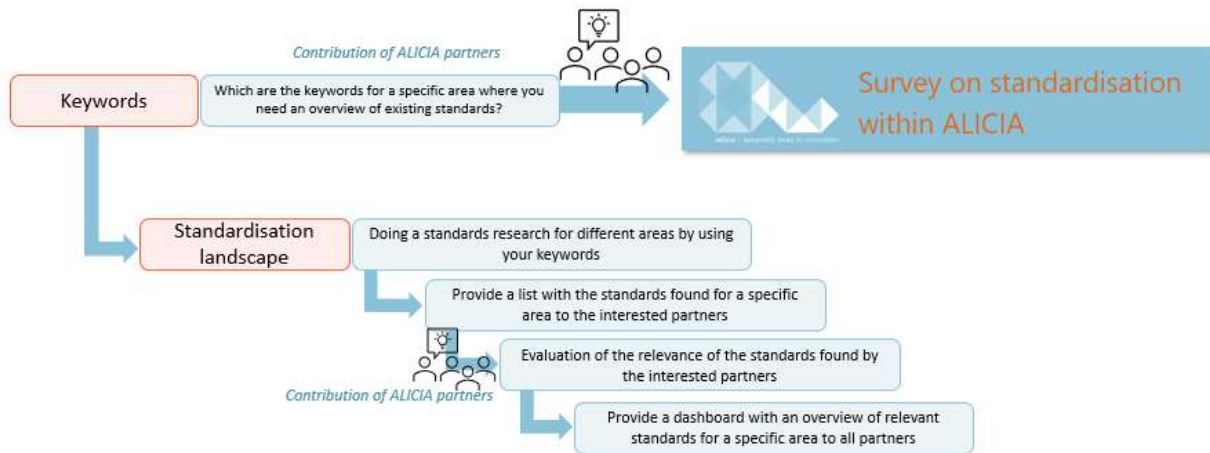 Contribution of ALICIA partners
Keywords
Which are the keywords for a specific area where you
need an overview of existing standards?
Survey on standardisation
within ALICIA
Standardisation
landscape
Doing a standards research for different areas by using
your keywords
Provide a list with the standards found for a specific
area to the interested partners
Evaluation of the relevance of the standards found by
the interested partners
Contribution of ALICIA partners
Provide a dashboard with an overview of relevant
standards for a specific area to all partners